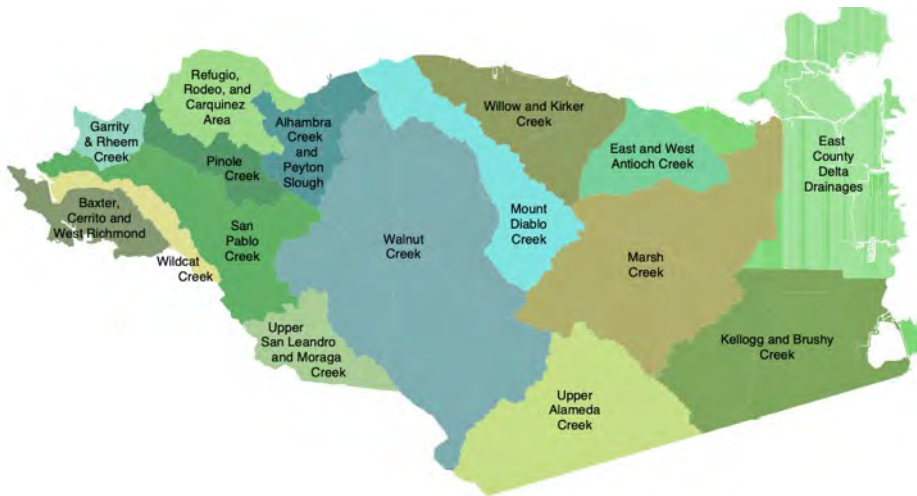 Refugio,
Rodeo, and
Carquinez
Area
Garrity
& Rheem
Creek
Alhambra
Creek
and
Peyton
Slough
Pinole
Creek
Willow and Kirker
Creek
East and West
Antioch Creek
East
County
Delta
Drainages
Baxter,
Cerrito and
West Richmond
Wildcat
Creek
San
Pablo
Creek
Walnut
Creek
Mount
Diablo
Creek
Marsh
Creek
Upper
San Leandro
and Moraga
Creek
Kellogg and Brushy
Creek
Upper
Alameda
Creek